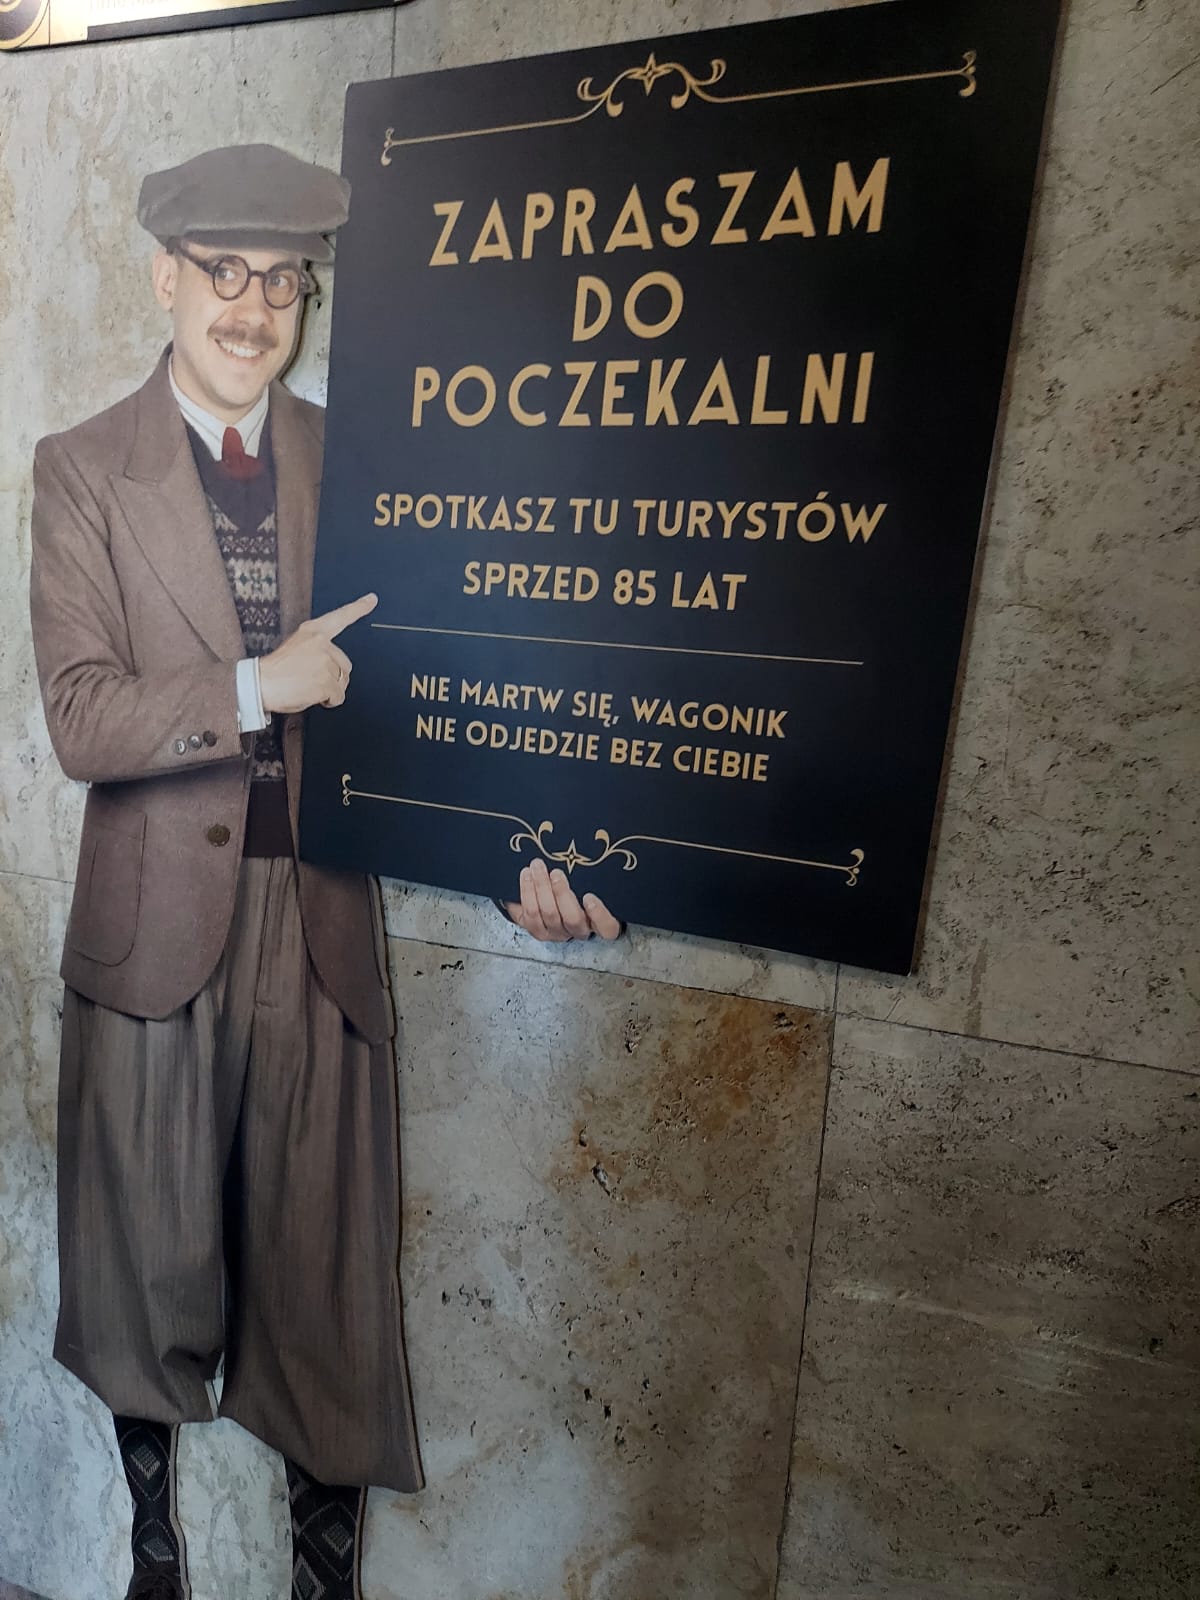 ZAPRASZAM
DO
POCZEKALNI
SPOTKASZ TU TURYSTÓW
SPRZED 85 LAT
NIE MARTW SIĘ, WAGONIK
NIE ODJEDZIE BEZ CIEBIE